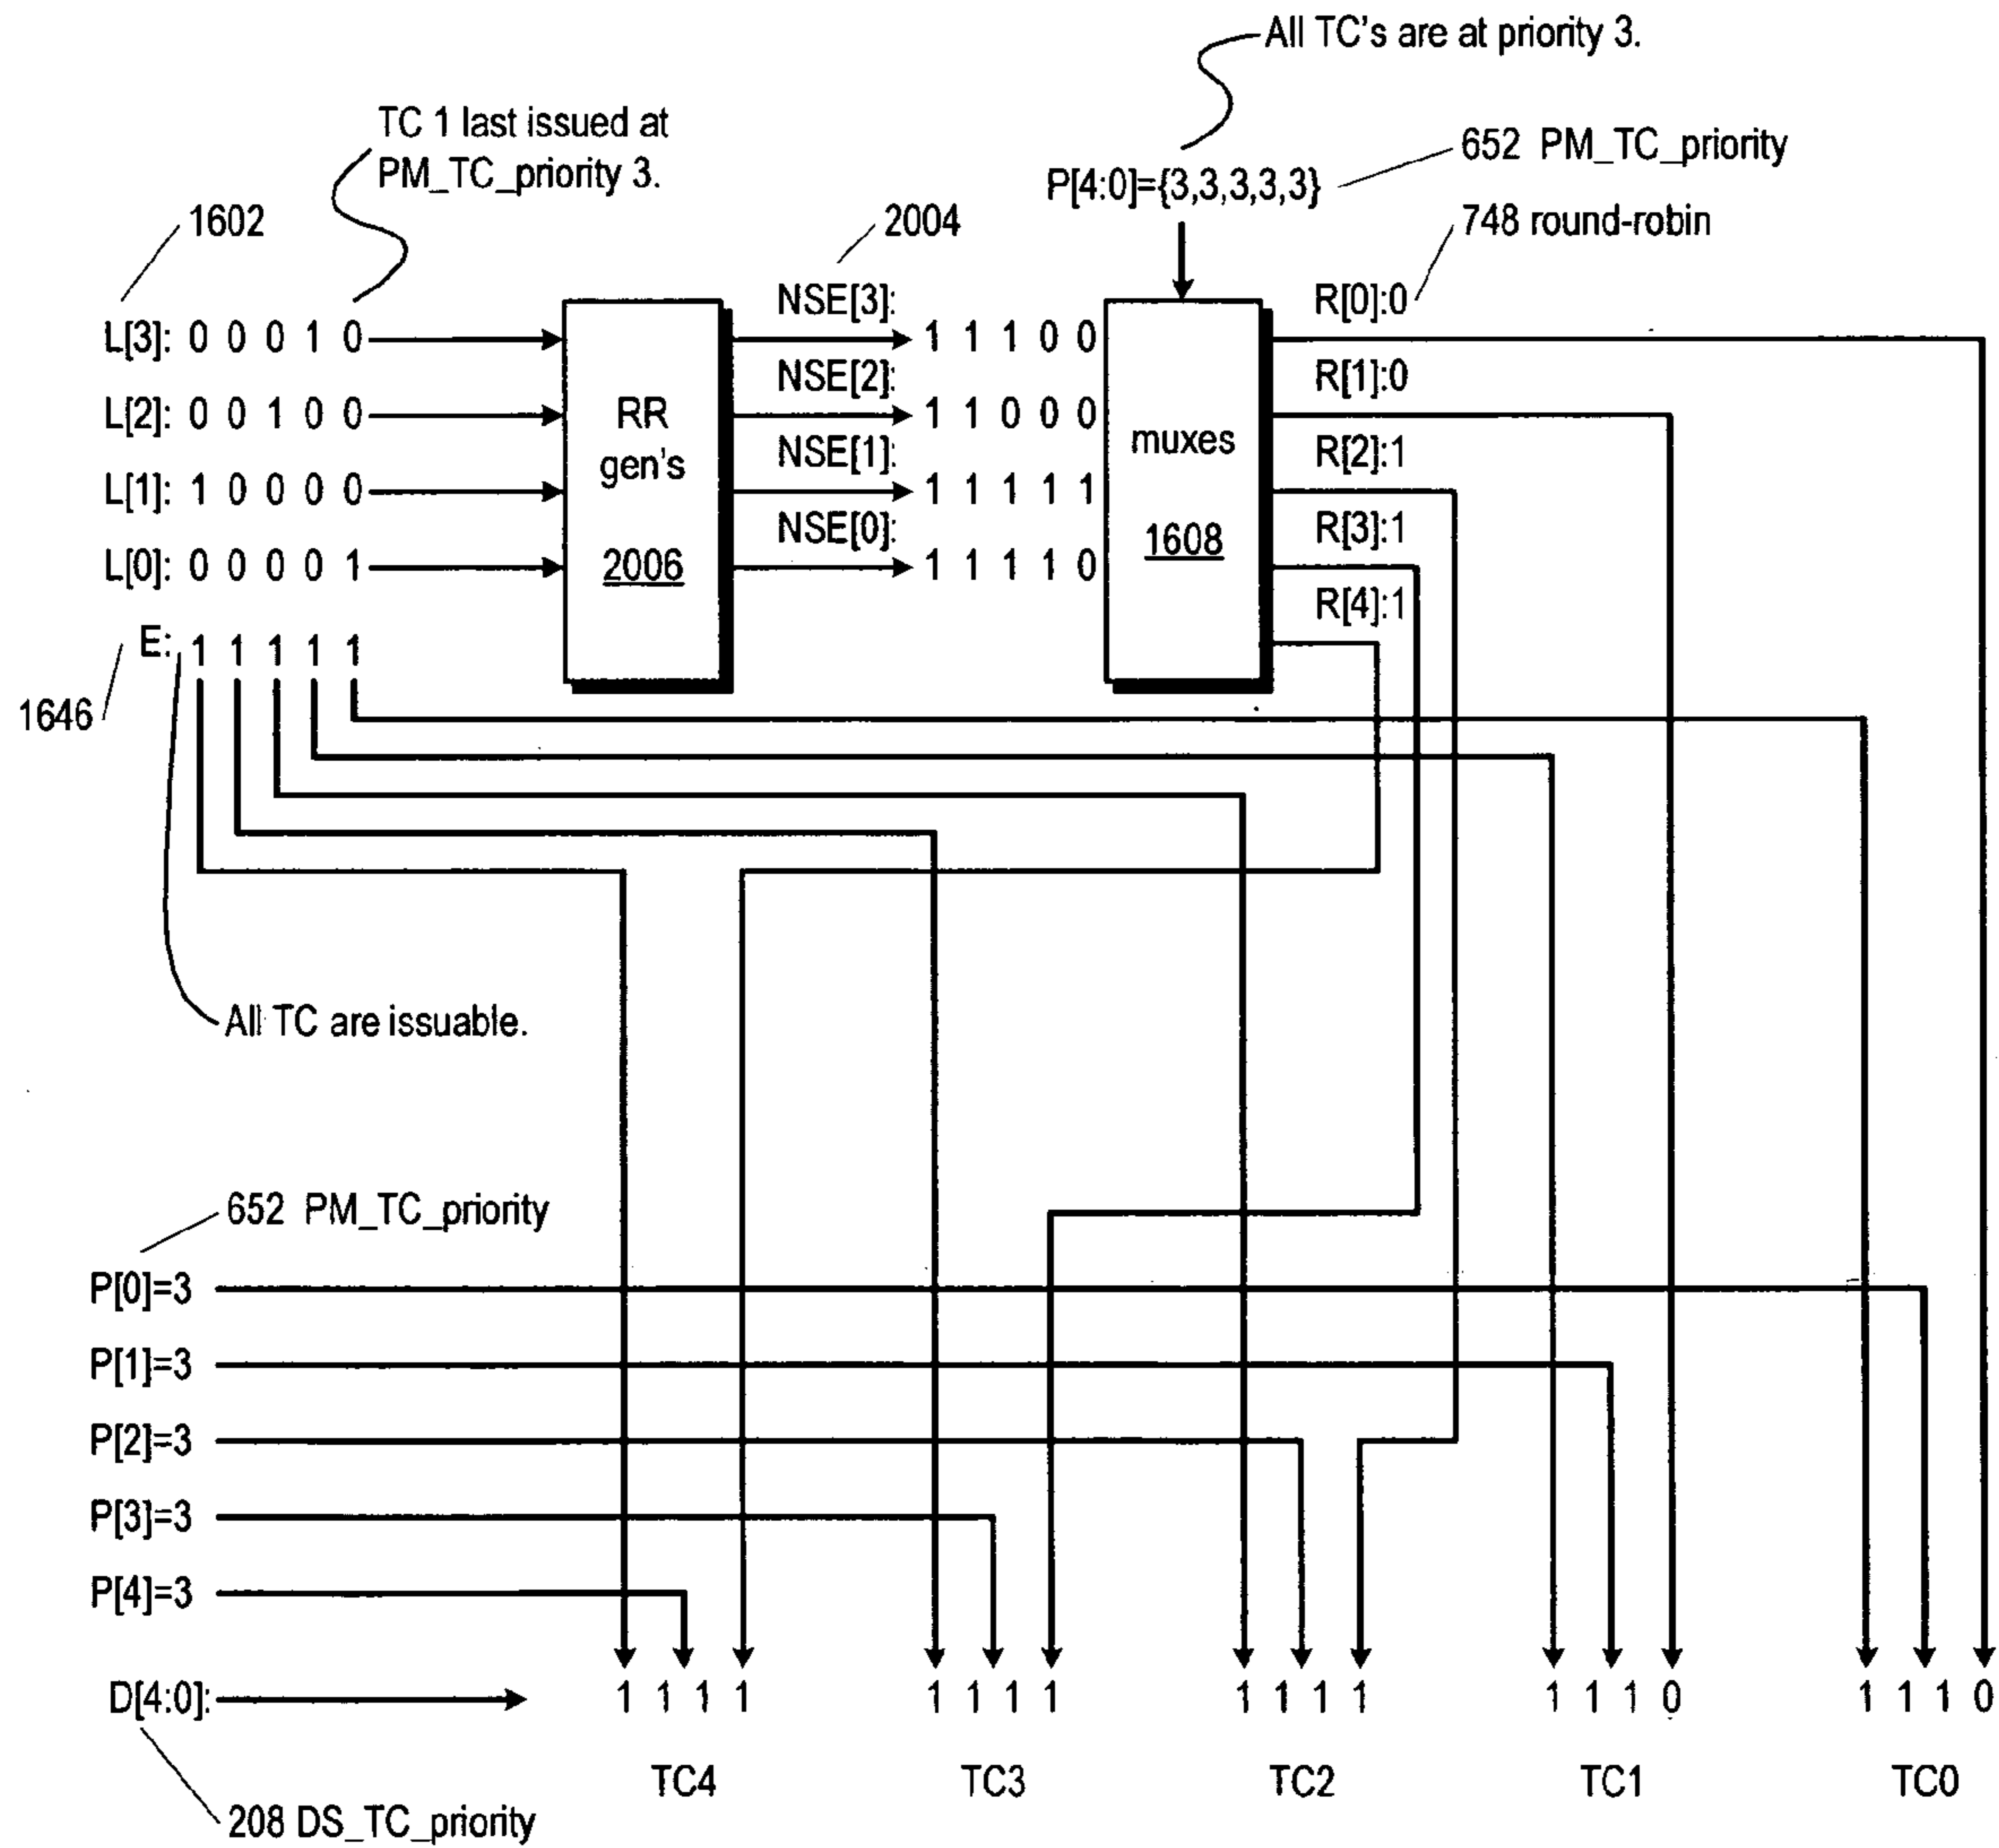 All TC's are at priority 3.
TC 1 last issued at
PM_TC_priority 3.
652 PM_TC_priority
P[4:0]={3,3,3,3,3}
1602
2004
748 round-robin
NSE[3]:
R[0]:0
L[3]: 0 0 0 1 0
1 1 1 0 0
NSE[2]:
R[1]:0
L[2]: 0 0 1 0 0
RR
1 1 0 0 0
muxes
NSE[1]:
R[2]:1
gen's
L[1]: 1 0 0 0 0
1 1 1 1 1
NSE[0]:
R[3]:1
1608
L[0]: 0 0 0 0 1
2006
1 1 1 1 0
R[4]:1
E: 1 1 1 1 1
1646
All TC are issuable.
652 PM_TC_priority
P[0]=3
P[1]=3
P[2]=3
P[3]=3
P[4]=3
D[4:0]: 1 1 1 1 1 1 1 1 1 1 1 1 1 1 1 0 1 1 1 0
TC4 TC3 TC2 TC1 TC0
208 DS_TC_priority